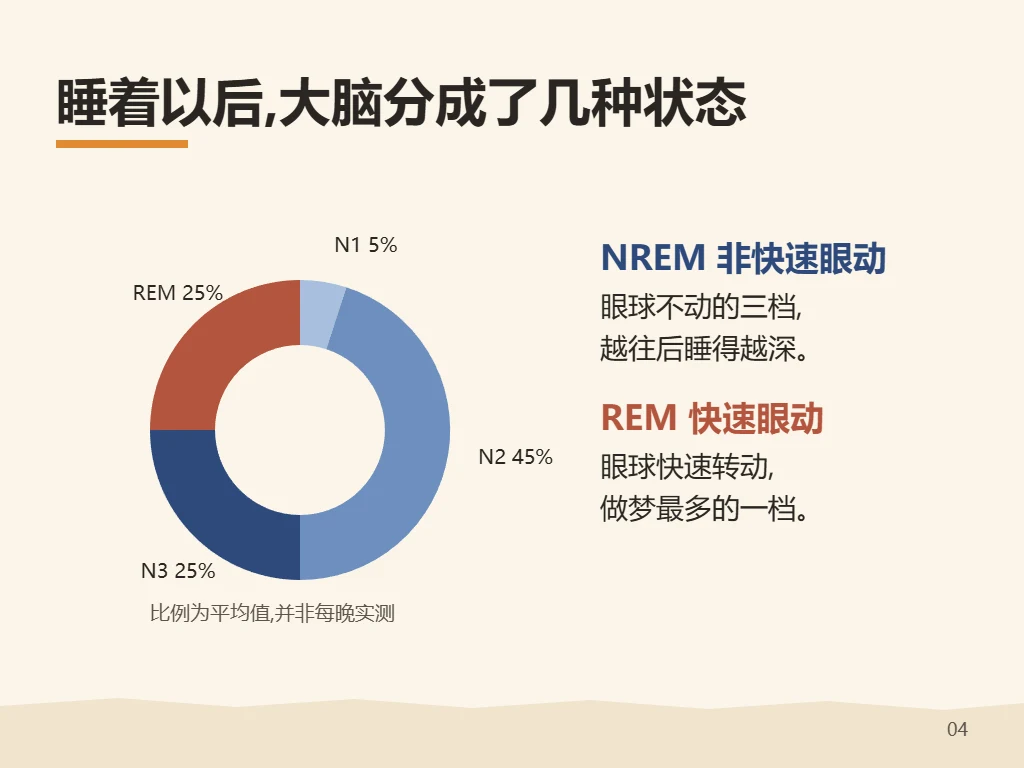 睡着以后,大脑分成了几种状态
N1 5%
REM 25%
N2 45%
N3 25%
比例为平均值,并非每晚实测
NREM 非快速眼动
眼球不动的三档,
越往后睡得越深。
REM 快速眼动
眼球快速转动,
做梦最多的一档。
04